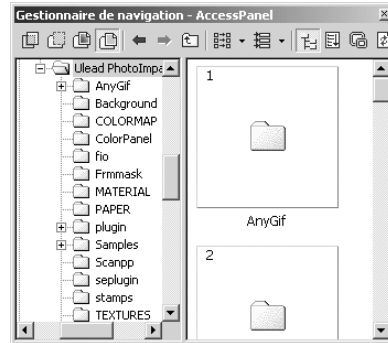 Gestionnaire de navigation - AccessPanel
Ulead PhotoImpa
AnyGif
Background
COLORMAP
ColorPanel
fio
Frmmask
MATERIAL
PAPER
plugin
Samples
Scanpp
seplugin
stamps
TEXTURES
1
AnyGif
2